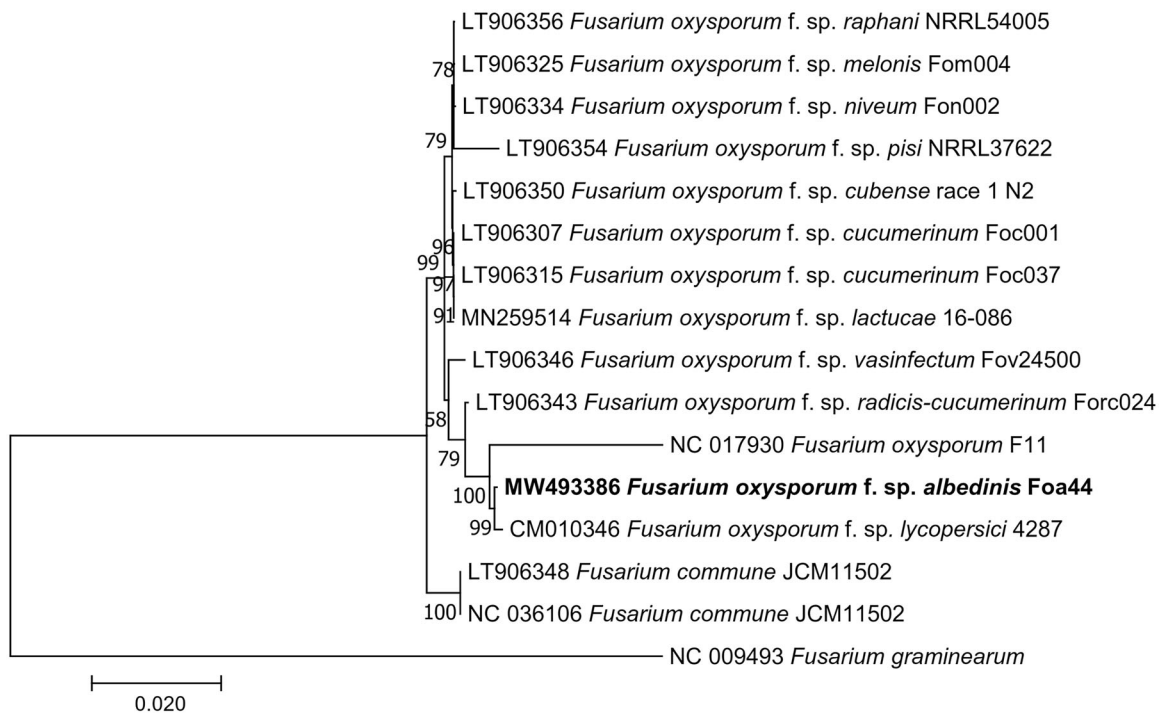 LT906356 Fusarium oxysporum f. sp. raphani NRRL54005
78
LT906325 Fusarium oxysporum f. sp. melonis Fom004
LT906334 Fusarium oxysporum f. sp. niveum Fon002
79
LT906354 Fusarium oxysporum f. sp. pisi NRRL37622
LT906350 Fusarium oxysporum f. sp. cubense race 1 N2
LT906307 Fusarium oxysporum f. sp. cucumerinum Foc001
96
99
LT906315 Fusarium oxysporum f. sp. cucumerinum Foc037
97
91
MN259514 Fusarium oxysporum f. sp. lactucae 16-086
LT906346 Fusarium oxysporum f. sp. vasinfectum Fov24500
LT906343 Fusarium oxysporum f. sp. radicis-cucumerinum Forc024
58
NC 017930 Fusarium oxysporum F11
79
MW493386 Fusarium oxysporum f. sp. albedinis Foa44
100
99
CM010346 Fusarium oxysporum f. sp. lycopersici 4287
LT906348 Fusarium commune JCM11502
100
NC 036106 Fusarium commune JCM11502
NC 009493 Fusarium graminearum
0.020